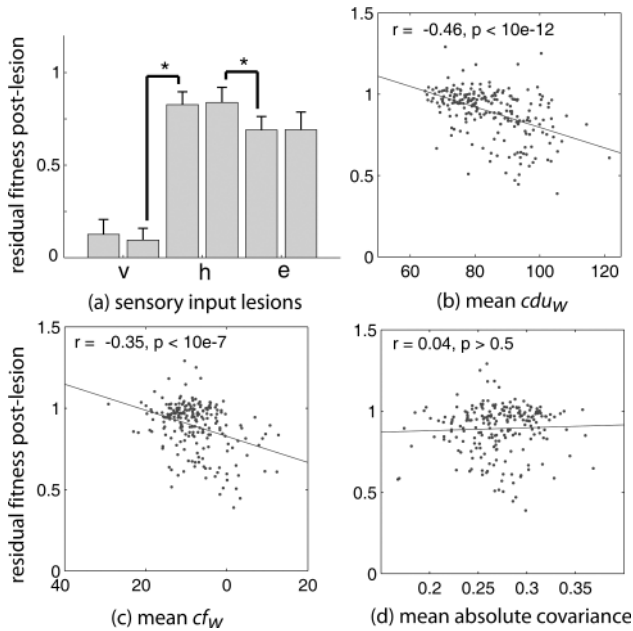 residual fitness post-lesion
1
0.5
0
*
*
v
h
e
(a) sensory input lesions
1.5
r = -0.46, p < 10e-12
1
0.5
0
60
80
100
120
(b) mean cdu_W
residual fitness post-lesion
1.5
r = -0.35, p < 10e-7
1
0.5
0
40
20
0
20
(c) mean cf_W
1.5
r = 0.04, p > 0.5
1
0.5
0
0.2
0.25
0.3
0.35
(d) mean absolute covariance